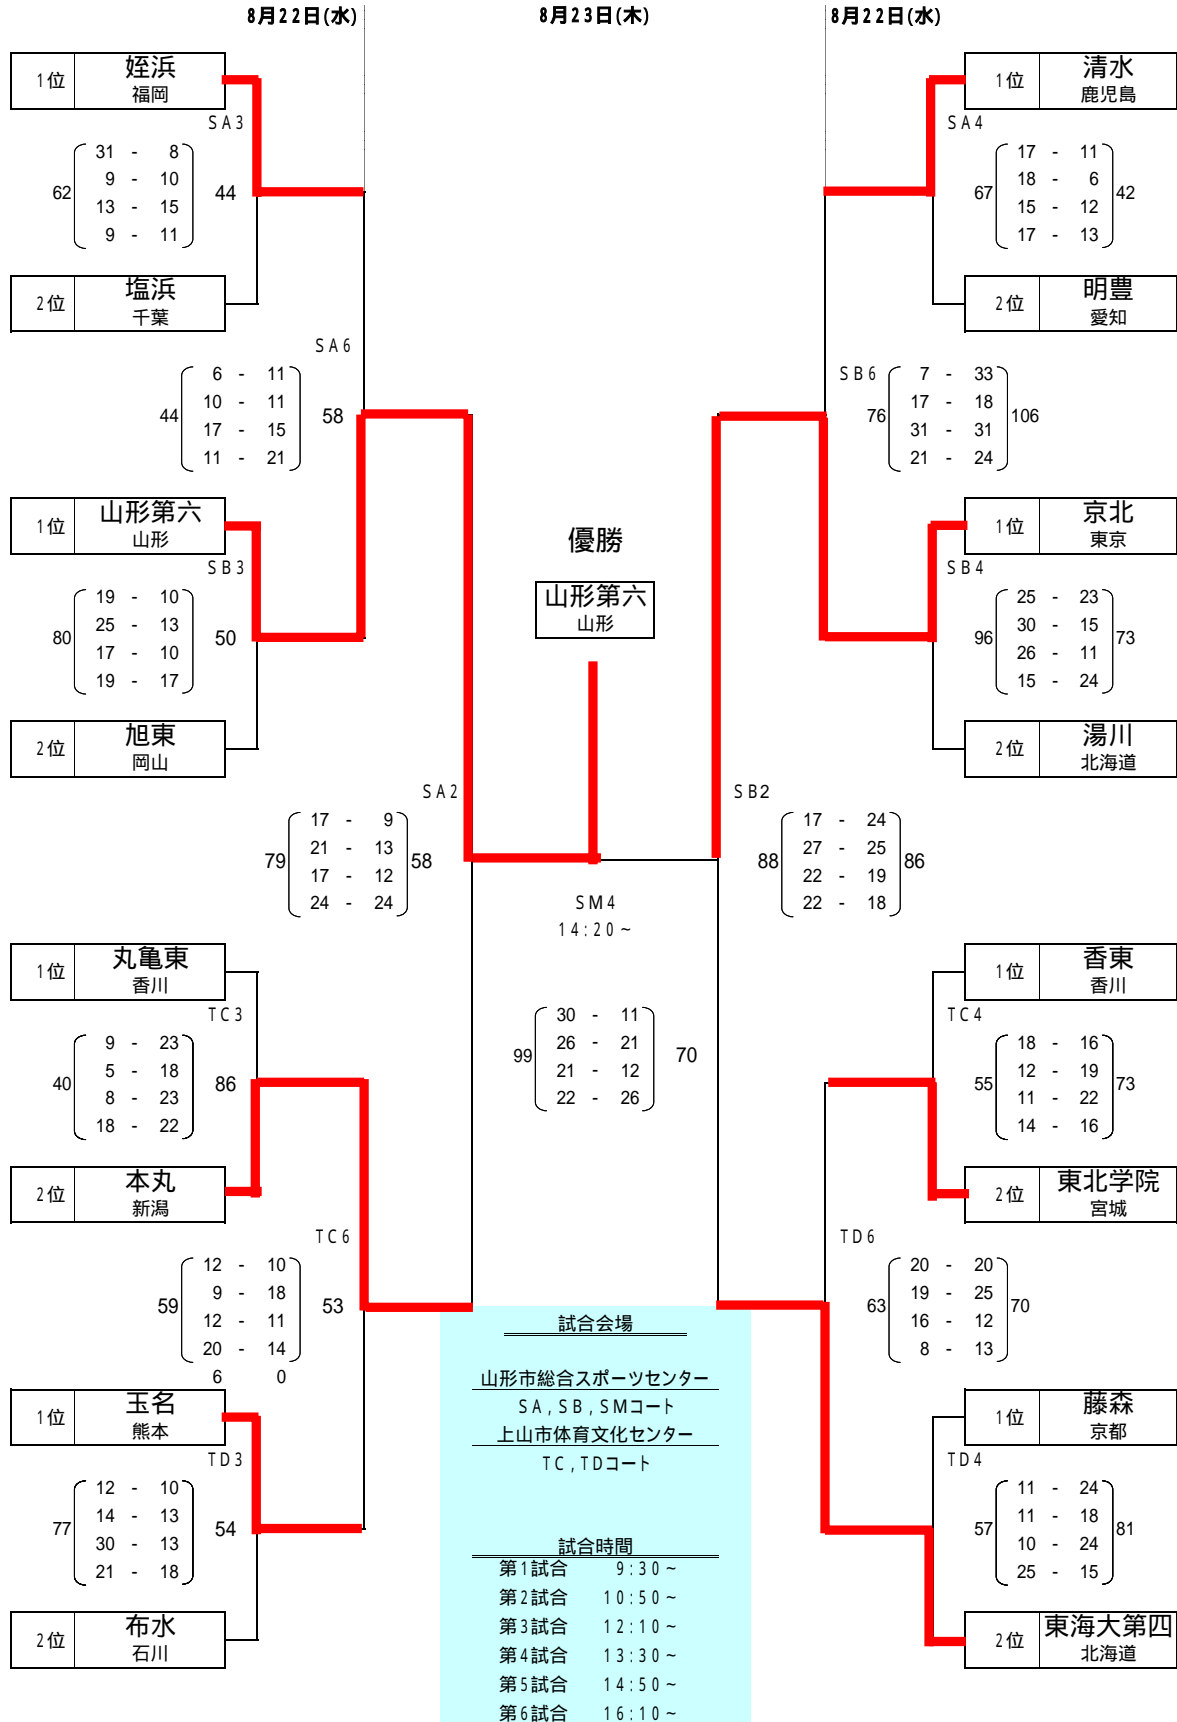 8月22日(水) 8月23日(木) 8月22日(水)
1位 姪浜 福岡
SA3
62 44
31 - 8
9 - 10
13 - 15
9 - 11
2位 塩浜 千葉
SA6
44 58
6 - 11
10 - 11
17 - 15
11 - 21
1位 山形第六 山形
SB3
80 50
19 - 10
25 - 13
17 - 10
19 - 17
2位 旭東 岡山
SA2
79 58
17 - 9
21 - 13
17 - 12
24 - 24
1位 丸亀東 香川
TC3
40 86
9 - 23
5 - 18
8 - 23
18 - 22
2位 本丸 新潟
TC6
59 53
12 - 10
9 - 18
12 - 11
20 - 14
6 0
1位 玉名 熊本
TD3
77 54
12 - 10
14 - 13
30 - 13
21 - 18
2位 布水 石川
優勝
山形第六
山形
SM4
14:20~
99 70
30 - 11
26 - 21
21 - 12
22 - 26
試合会場
山形市総合スポーツセンター
SA,SB,SMコート
上山市体育文化センター
TC,TDコート
試合時間
第1試合 9:30~
第2試合 10:50~
第3試合 12:10~
第4試合 13:30~
第5試合 14:50~
第6試合 16:10~
1位 清水 鹿児島
SA4
67 42
17 - 11
18 - 6
15 - 12
17 - 13
2位 明豊 愛知
SB6
76 106
7 - 33
17 - 18
31 - 31
21 - 24
1位 京北 東京
SB4
96 73
25 - 23
30 - 15
26 - 11
15 - 24
2位 湯川 北海道
SB2
88 86
17 - 24
27 - 25
22 - 19
22 - 18
1位 香東 香川
TC4
55 73
18 - 16
12 - 19
11 - 22
14 - 16
2位 東北学院 宮城
TD6
63 70
20 - 20
19 - 25
16 - 12
8 - 13
1位 藤森 京都
TD4
57 81
11 - 24
11 - 18
10 - 24
25 - 15
2位 東海大第四 北海道